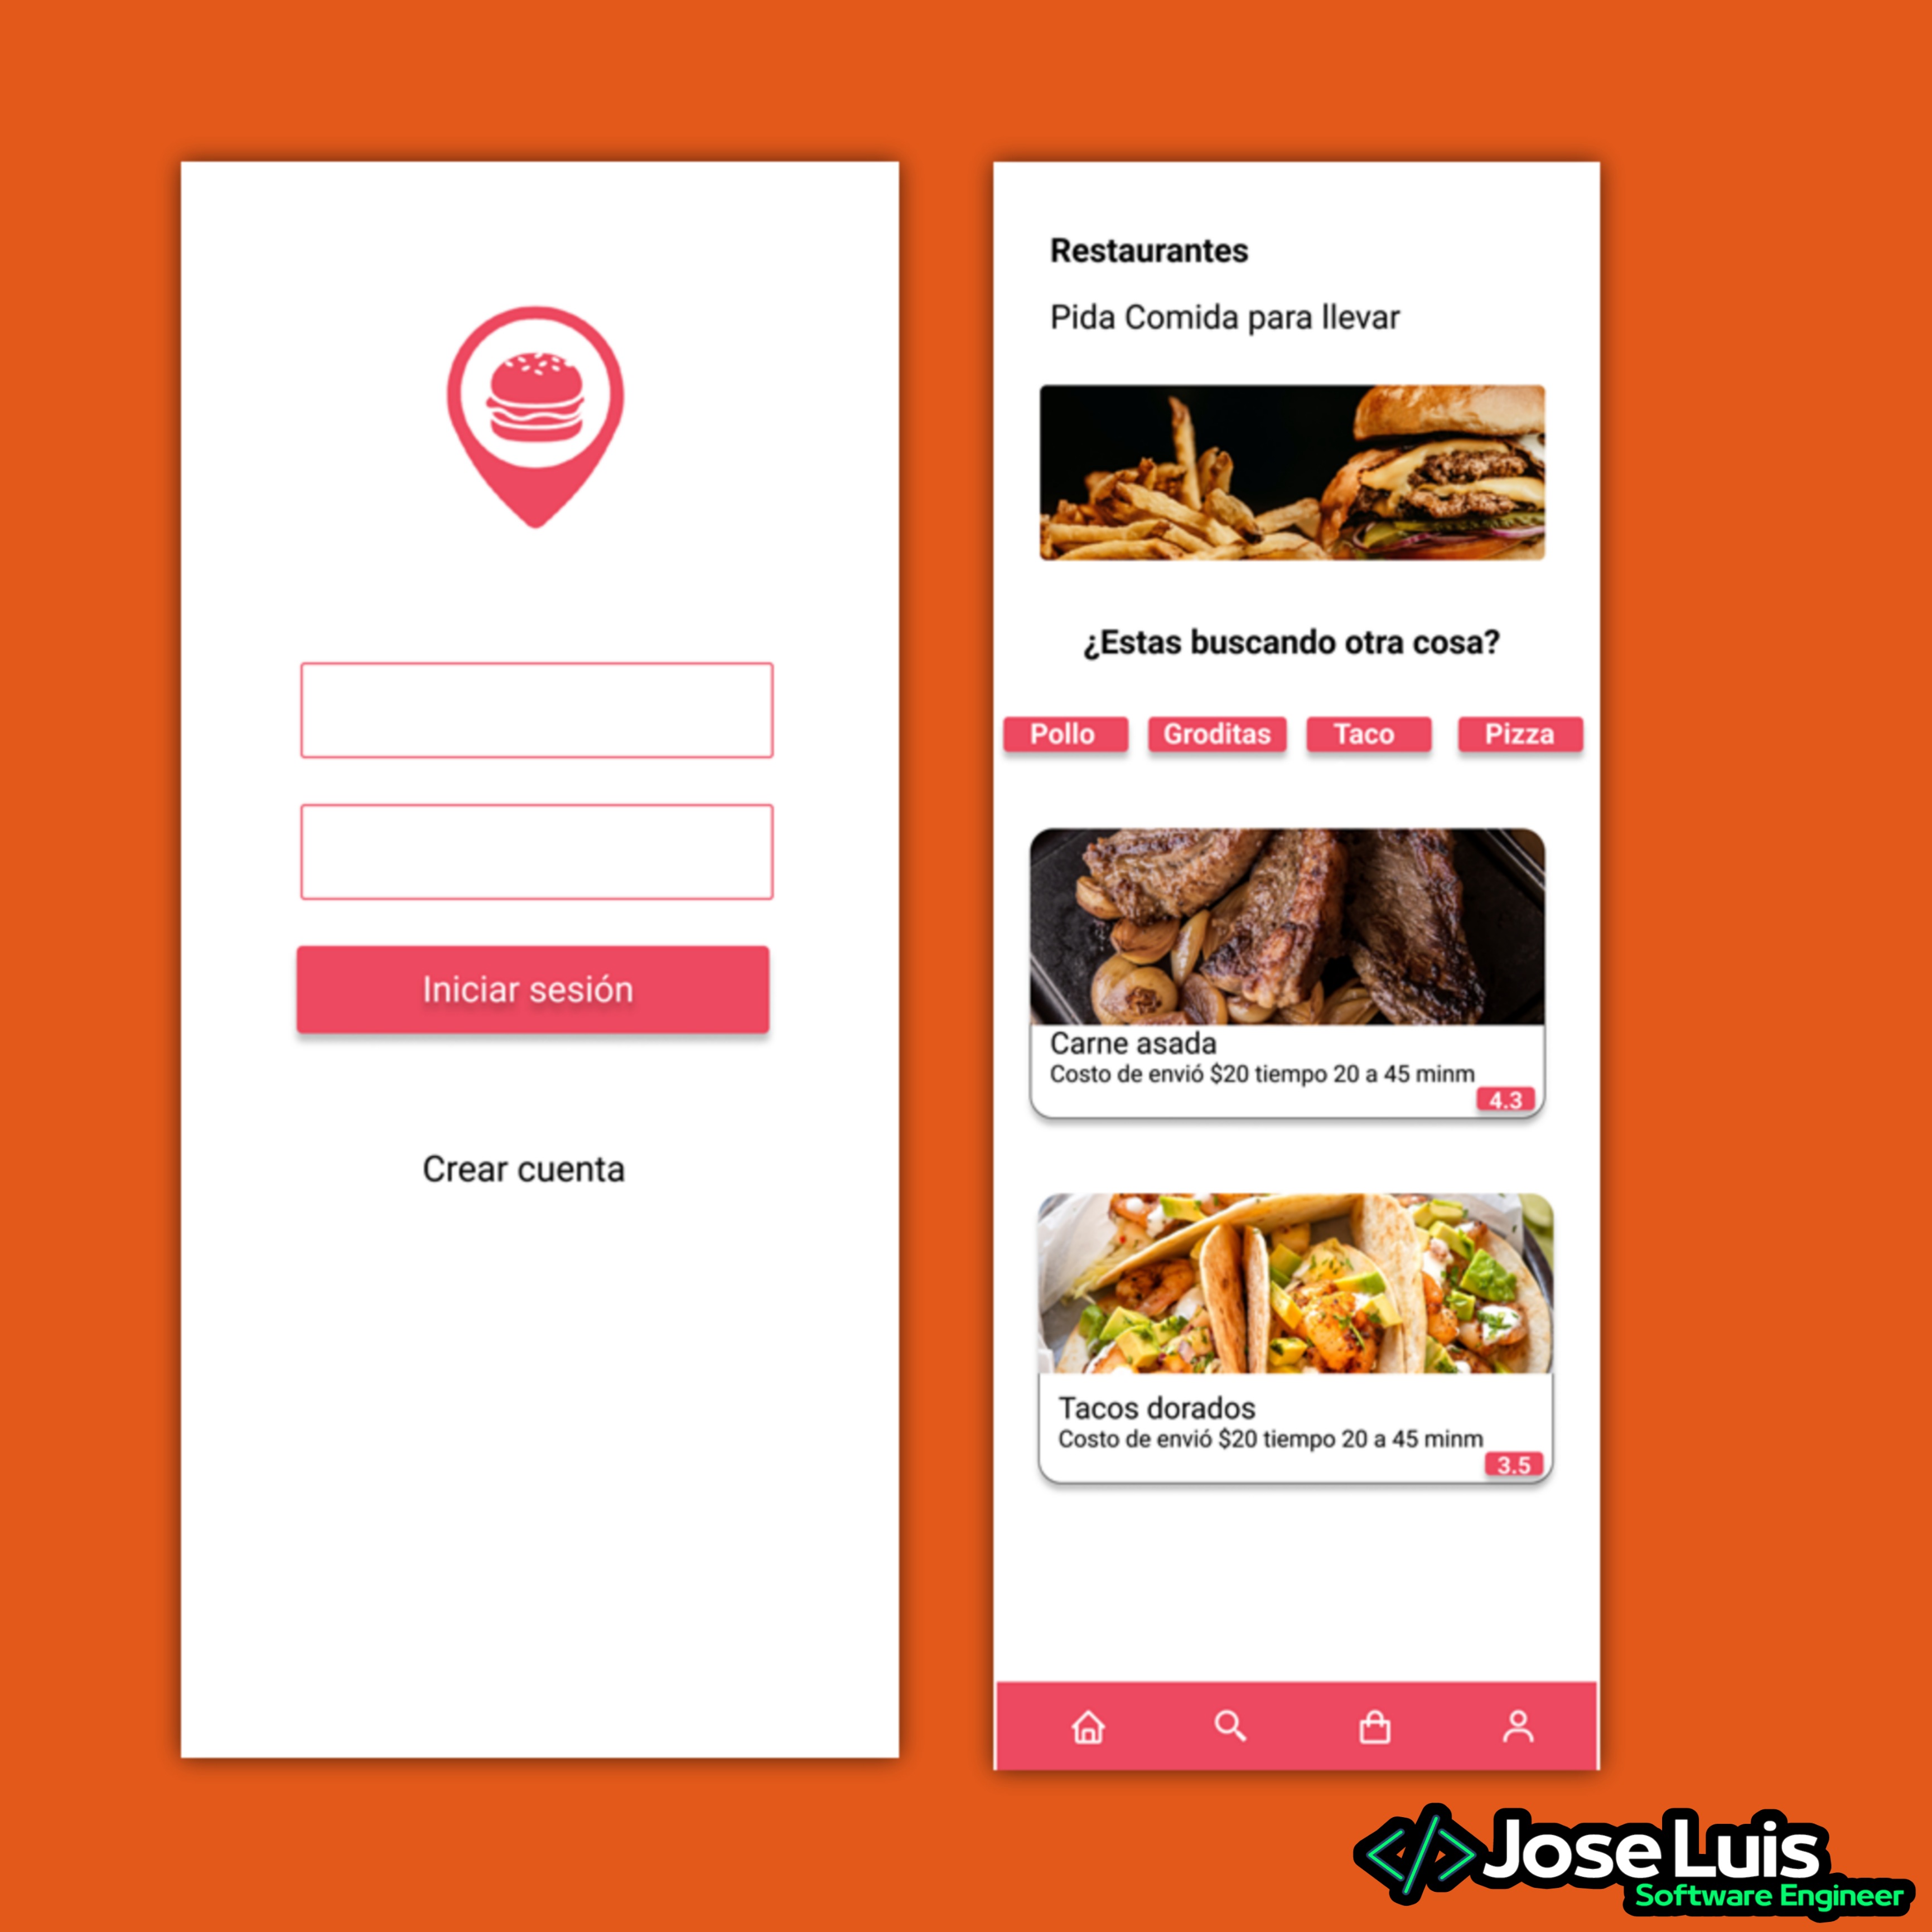 Iniciar sesión
Crear cuenta
Restaurantes
Pida Comida para llevar
¿Estas buscando otra cosa?
Pollo
Groditas
Taco
Pizza
Carne asada
Costo de envió $20 tiempo 20 a 45 minm
4.3
Tacos dorados
Costo de envió $20 tiempo 20 a 45 minm
3.5
</> Jose Luis
Software Engineer